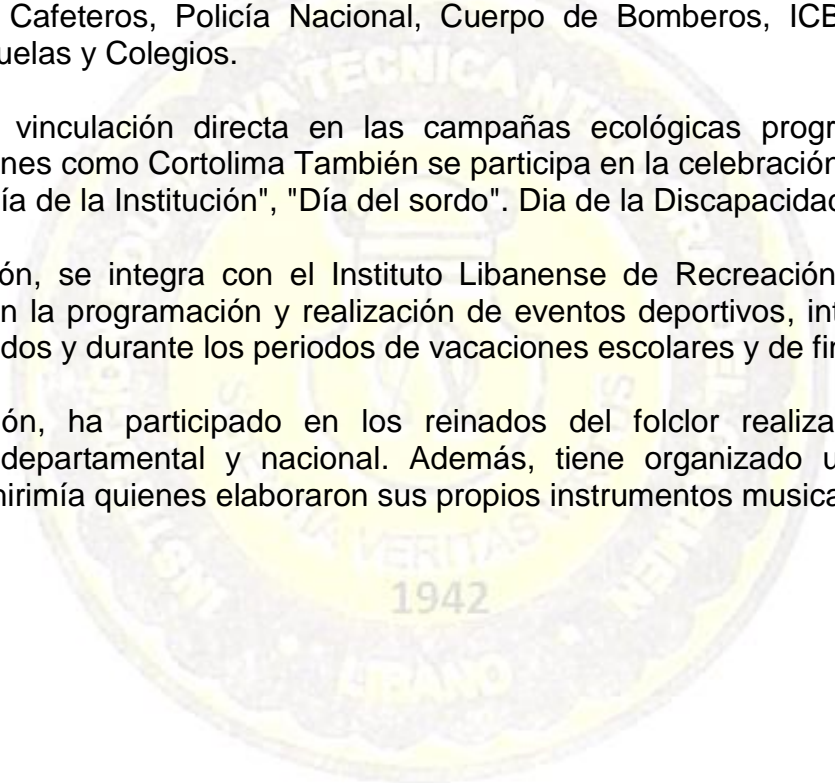 Cafeteros, Policía Nacional, Cuerpo de Bomberos, ICB
uelas y Colegios.
vinculación directa en las campañas ecológicas progr
nes como Cortolima También se participa en la celebración
ía de la Institución", "Día del sordo". Dia de la Discapacidad
ón, se integra con el Instituto Libanense de Recreación
n la programación y realización de eventos deportivos, int
dos y durante los periodos de vacaciones escolares y de fin
ón, ha participado en los reinados del folclor realiza
departamental y nacional. Además, tiene organizado u
hirimía quienes elaboraron sus propios instrumentos musica
VERITAS
1942
LIBANO